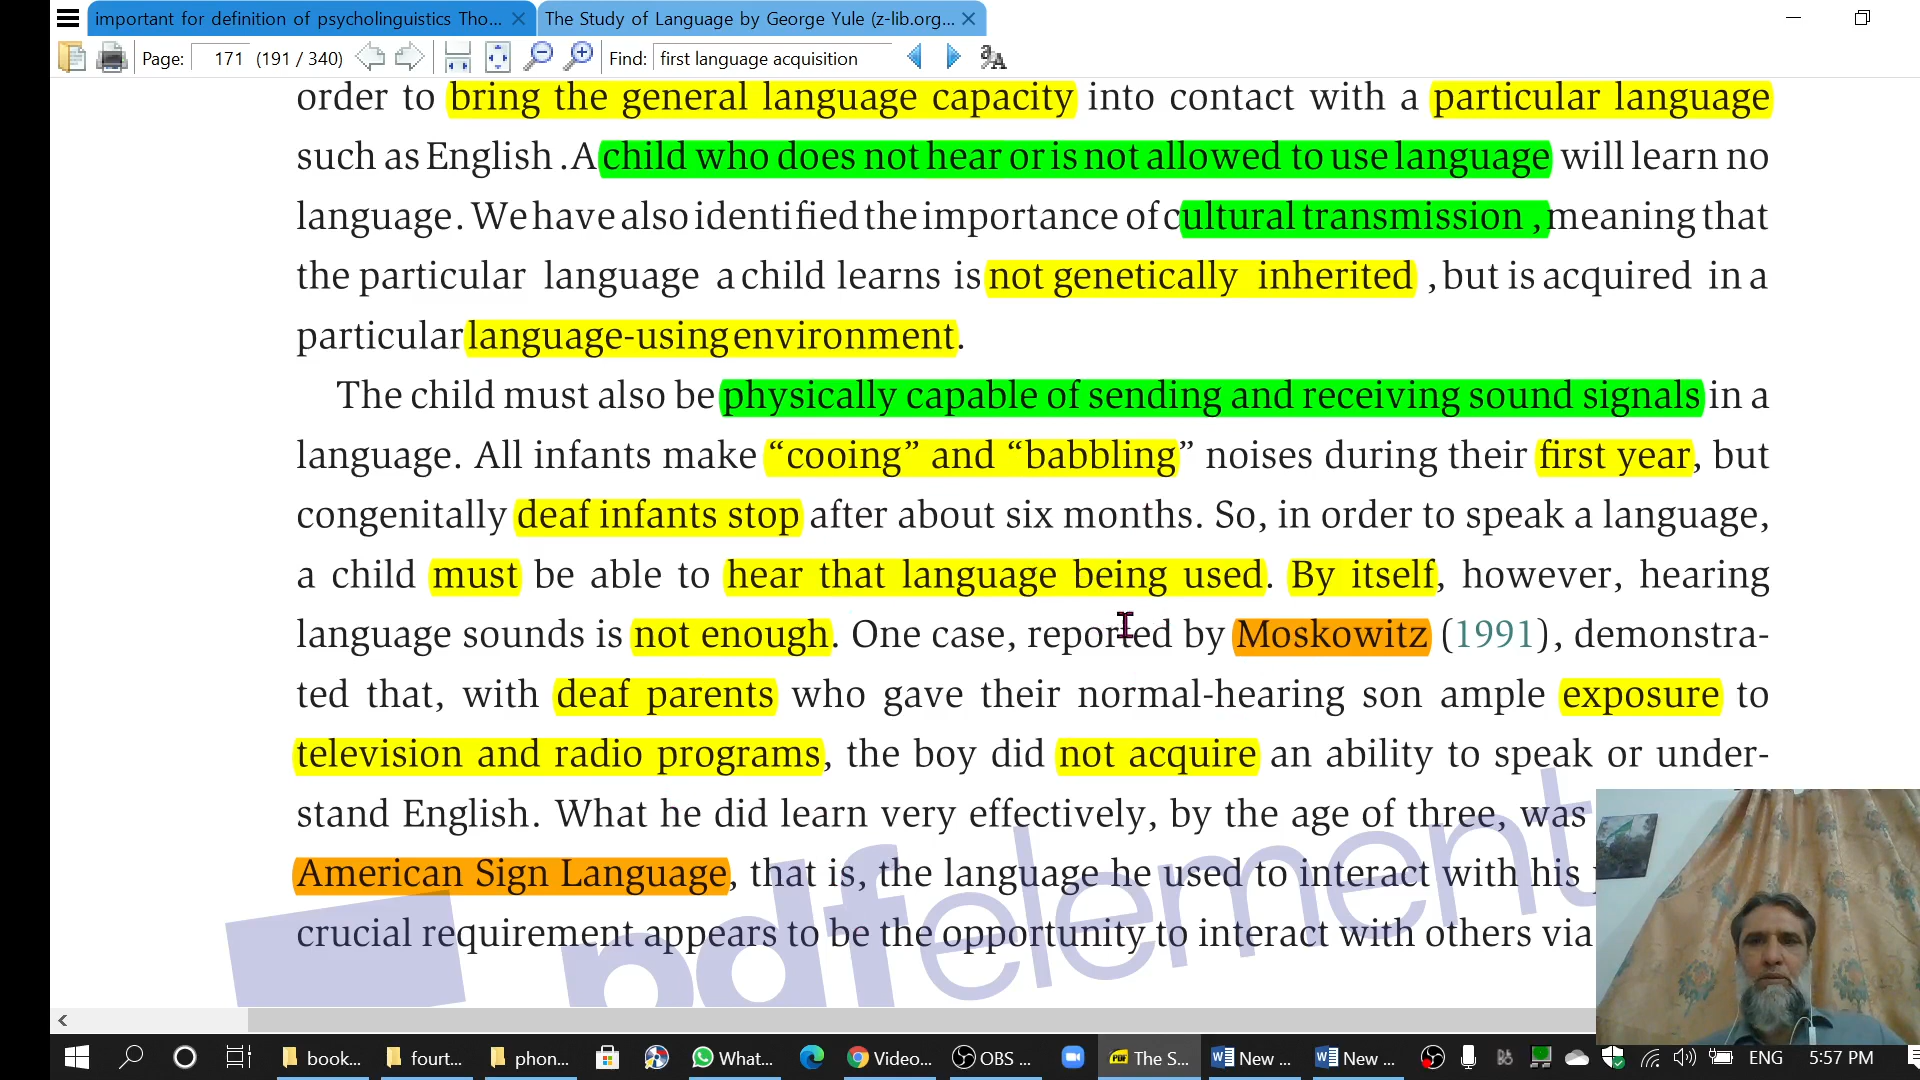 important for definition of psycholinguistics Tho...
The Study of Language by George Yule (z-lib.org...
Page: 171 (191 / 340) Find: first language acquisition
order to bring the general language capacity into contact with a particular language
such as English . A child who does not hear or is not allowed to use language will learn no
language. We have also identified the importance of cultural transmission , meaning that
the particular language a child learns is not genetically inherited , but is acquired in a
particular language-using environment.
The child must also be physically capable of sending and receiving sound signals in a
language. All infants make “cooing” and “babbling” noises during their first year, but
congenitally deaf infants stop after about six months. So, in order to speak a language,
a child must be able to hear that language being used. By itself, however, hearing
language sounds is not enough. One case, reported by Moskowitz (1991), demonstra-
ted that, with deaf parents who gave their normal-hearing son ample exposure to
television and radio programs, the boy did not acquire an ability to speak or under-
stand English. What he did learn very effectively, by the age of three, was
American Sign Language, that is, the language he used to interact with his
crucial requirement appears to be the opportunity to interact with others via
pdfelement
book... fourt... phon... What... Video... OBS ... The S... New ... New ... ENG 5:57 PM